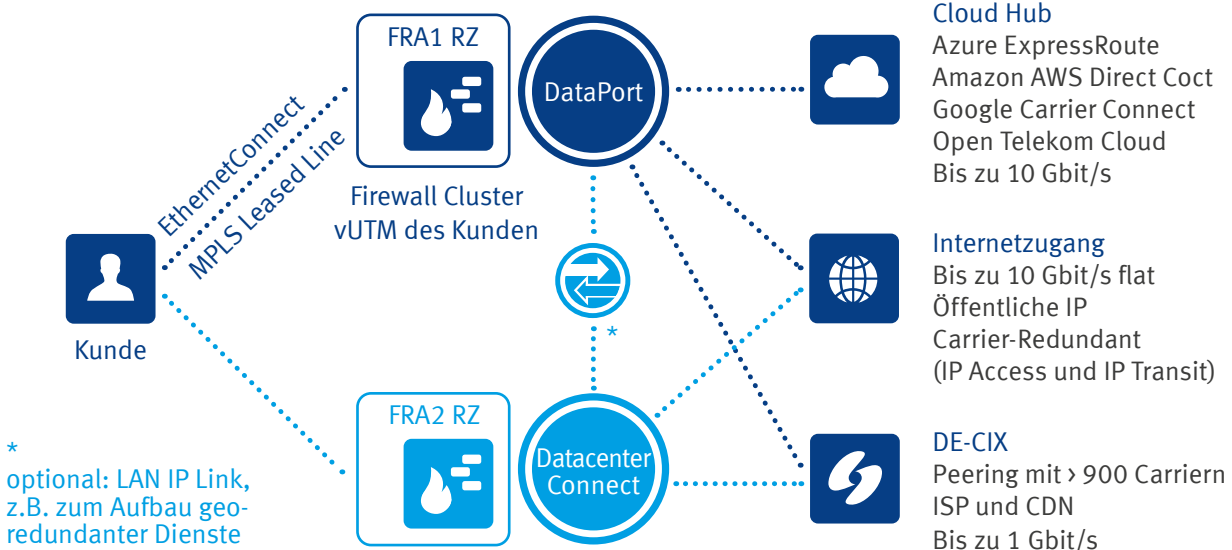 FRA1 RZ
DataPort
EthernetConnect
MPLS Leased Line
Firewall Cluster
vUTM des Kunden
Kunde
*
FRA2 RZ
Datacenter
Connect
*
optional: LAN IP Link,
z.B. zum Aufbau geo-
redundanter Dienste
Cloud Hub
Azure ExpressRoute
Amazon AWS Direct Coct
Google Carrier Connect
Open Telekom Cloud
Bis zu 10 Gbit/s
Internetzugang
Bis zu 10 Gbit/s flat
Öffentliche IP
Carrier-Redundant
(IP Access und IP Transit)
DE-CIX
Peering mit › 900 Carriern
ISP und CDN
Bis zu 1 Gbit/s